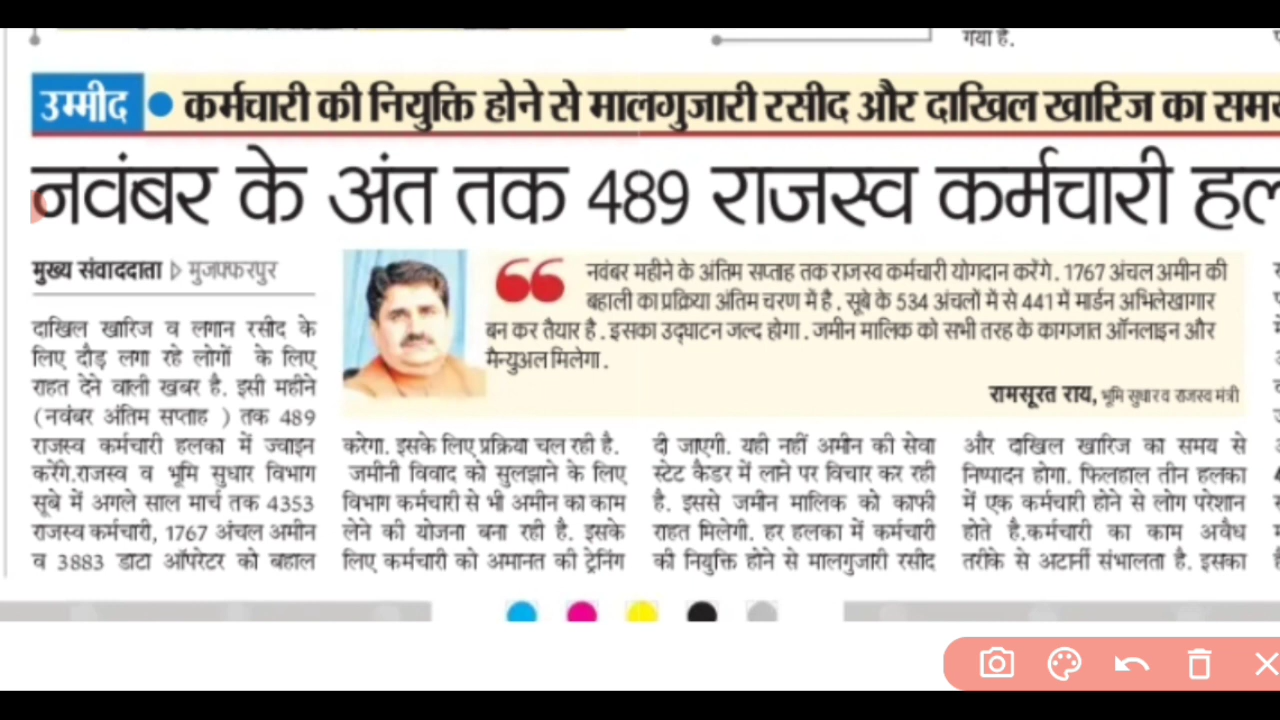 गया है.
उम्मीद
कर्मचारी की नियुक्ति होने से मालगुजारी रसीद और दाखिल खारिज का
नवंबर के अंत तक 489 राजस्व कर्मचारी
मुख्य संवाददाता
मुजफ्फरपुर
दाखिल खारिज व लगान रसीद के
लिए दौड़ लगा रहे लोगों के लिए
राहत देने वाली खबर है. इसी महीने
(नवंबर अंतिम सप्ताह ) तक 489
राजस्व कर्मचारी हलका में ज्वाइन
करेंगे.राजस्व व भूमि सुधार विभाग
सूबे में अगले साल मार्च तक 4353
राजस्व कर्मचारी, 1767 अंचल अमीन
व 3883 डाटा ऑपरेटर को बहाल
नवंबर महीने के अंतिम सप्ताह तक राजस्व कर्मचारी योगदान करेंगे. 1767 अंचल अमीन की
बहाली का प्रक्रिया अंतिम चरण में है. सूबे के 534 अंचलों में से 441 में मार्डन अभिलेखागार
बन कर तैयार है. इसका उद्घाटन जल्द होगा. जमीन मालिक को सभी तरह के कागजात ऑनलाइन और
मैन्युअल मिलेगा.
रामसूरत राय, भूमि सुधार व राजस्व मंत्री
करेगा. इसके लिए प्रक्रिया चल रही है.
जमीनी विवाद को सुलझाने के लिए
विभाग कर्मचारी से भी अमीन का काम
लेने की योजना बना रही है. इसके
लिए कर्मचारी को अमानत की ट्रेनिंग
दी जाएगी. यही नहीं अमीन की सेवा
स्टेट कैडर में लाने पर विचार कर रही
है. इससे जमीन मालिक को काफी
राहत मिलेगी. हर हलका में कर्मचारी
की नियुक्ति होने से मालगुजारी रसीद
और दाखिल खारिज का समय से
निष्पादन होगा. फिलहाल तीन हलका
में एक कर्मचारी होने से लोग परेशान
होते है.कर्मचारी का काम अवैध
तरीके से अटार्नी संभालता है. इसका